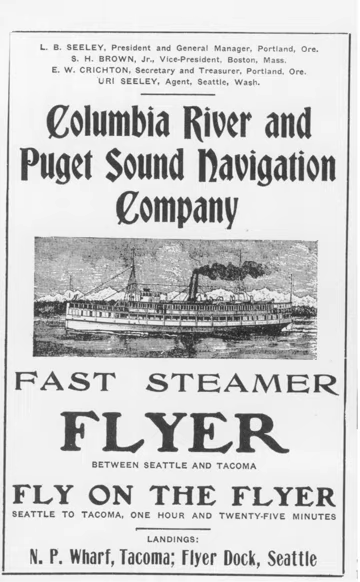 L. B. SEELEY, President and General Manager, Portland, Ore.
S. H. BROWN, Jr., Vice-President, Boston, Mass.
E. W. CRICHTON, Secretary and Treasurer, Portland, Ore.
URI SEELEY, Agent, Seattle, Wash.
Columbia River and
Puget Sound Navigation
Company
FAST STEAMER
FLYER
BETWEEN SEATTLE AND TACOMA
FLY ON THE FLYER
SEATTLE TO TACOMA, ONE HOUR AND TWENTY-FIVE MINUTES
LANDINGS:
N. P. Wharf, Tacoma; Flyer Dock, Seattle